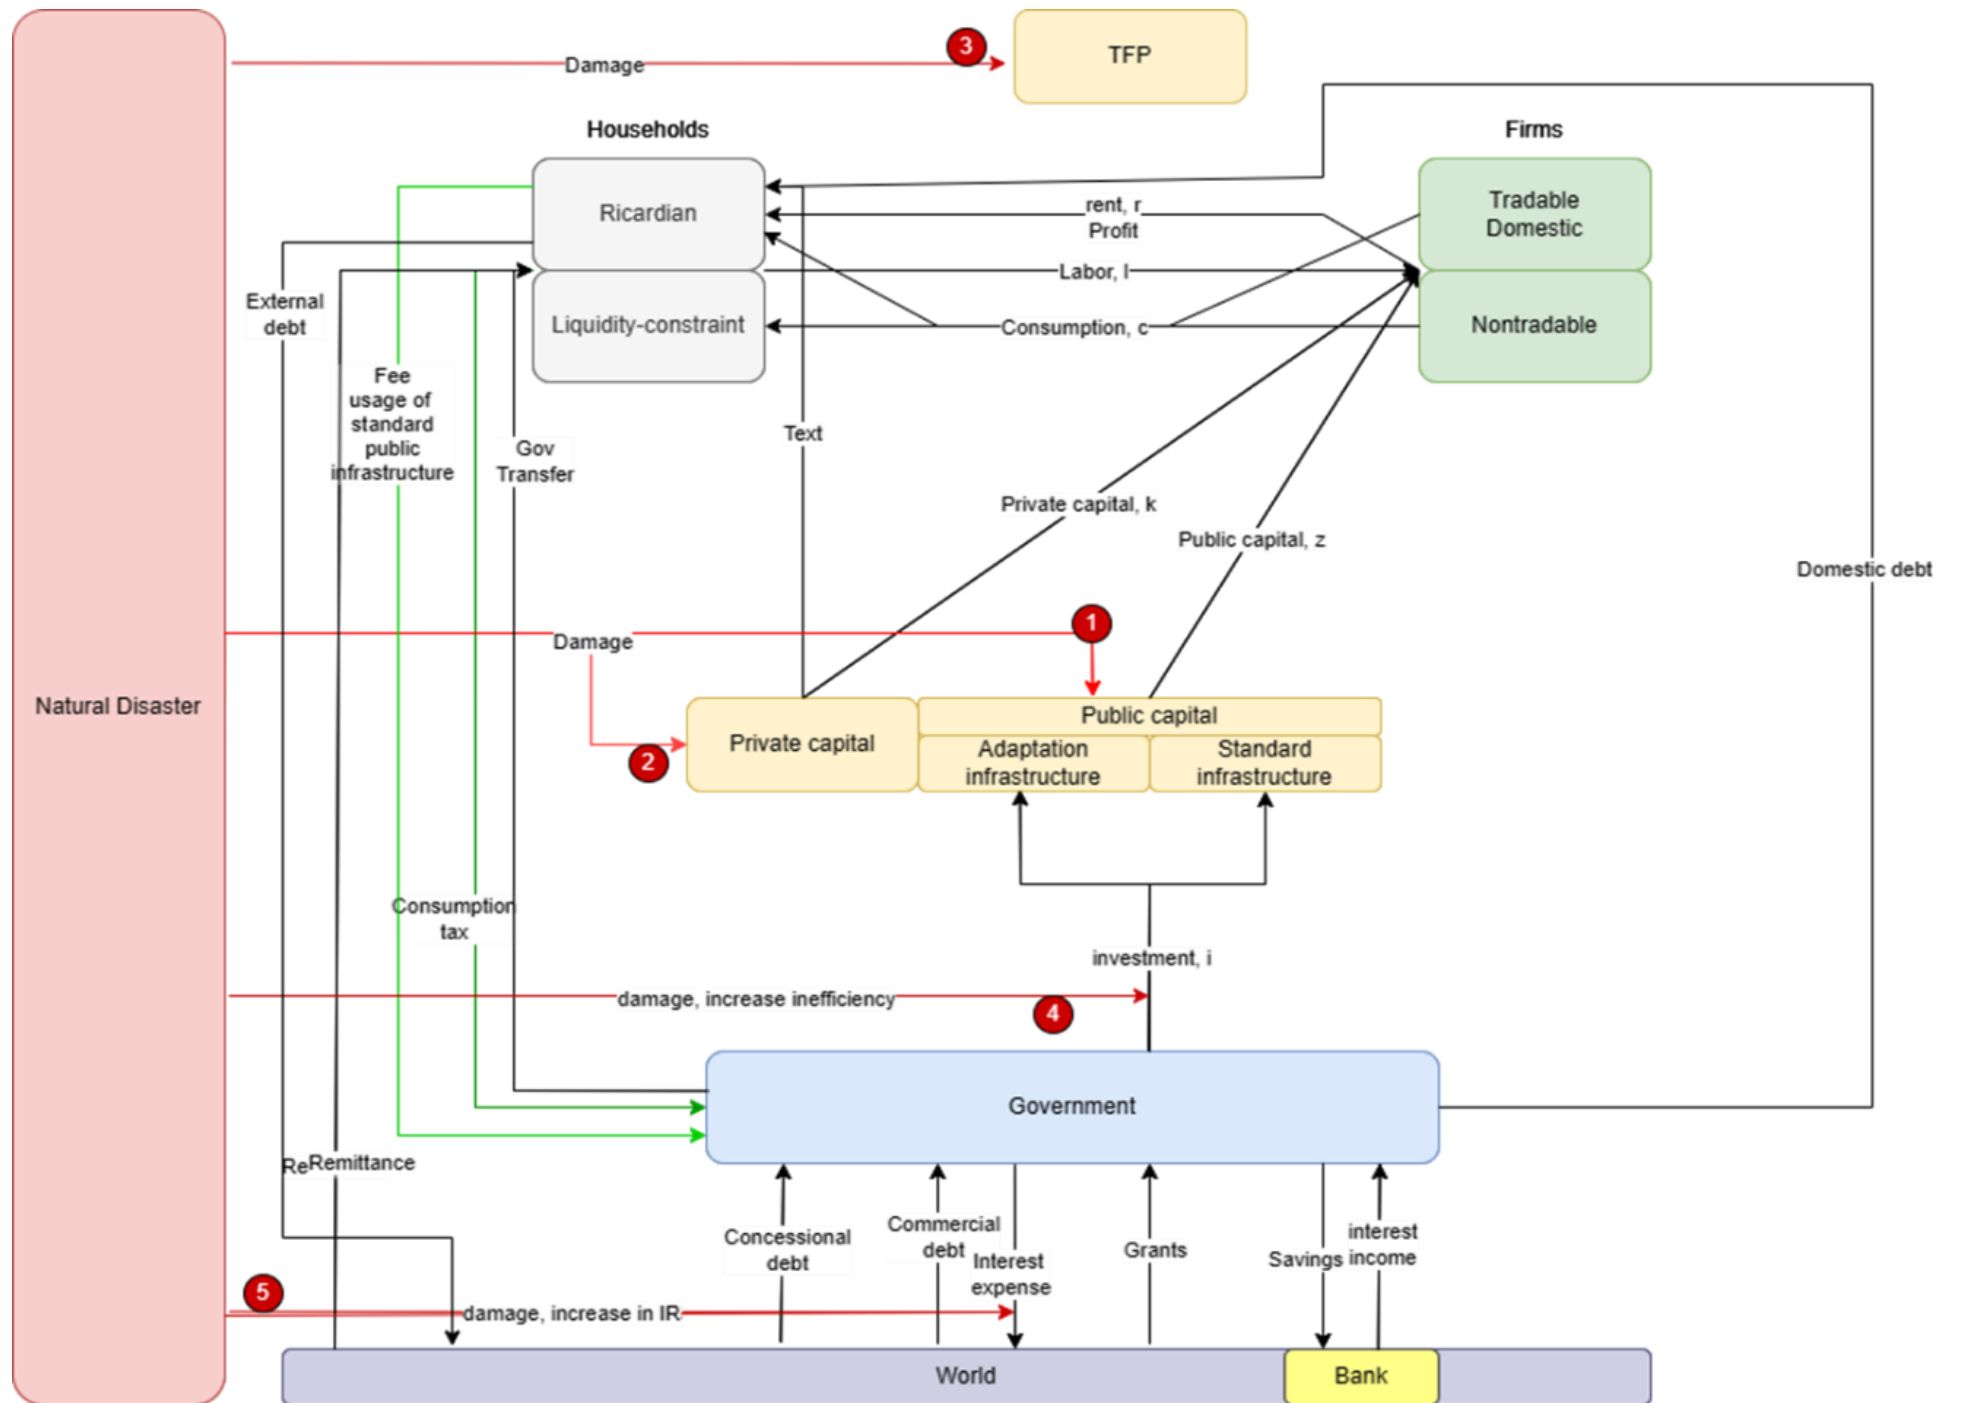 3
TFP
Damage
Households
Firms
Ricardian
Tradable
Domestic
rent, r
Profit
Labor, l
Liquidity-constraint
Consumption, c
Nontradable
External
debt
Fee
usage of
standard
public
infrastructure
Gov
Transfer
Text
Private capital, k
Public capital, z
Domestic debt
1
Damage
Natural Disaster
2
Private capital
Public capital
Adaptation
infrastructure
Standard
infrastructure
Consumption
tax
investment, i
damage, increase inefficiency
4
Government
Re
Remittance
Concessional
debt
Commercial
debt
Interest
expense
Grants
Savings
interest
income
5
damage, increase in IR
World
Bank